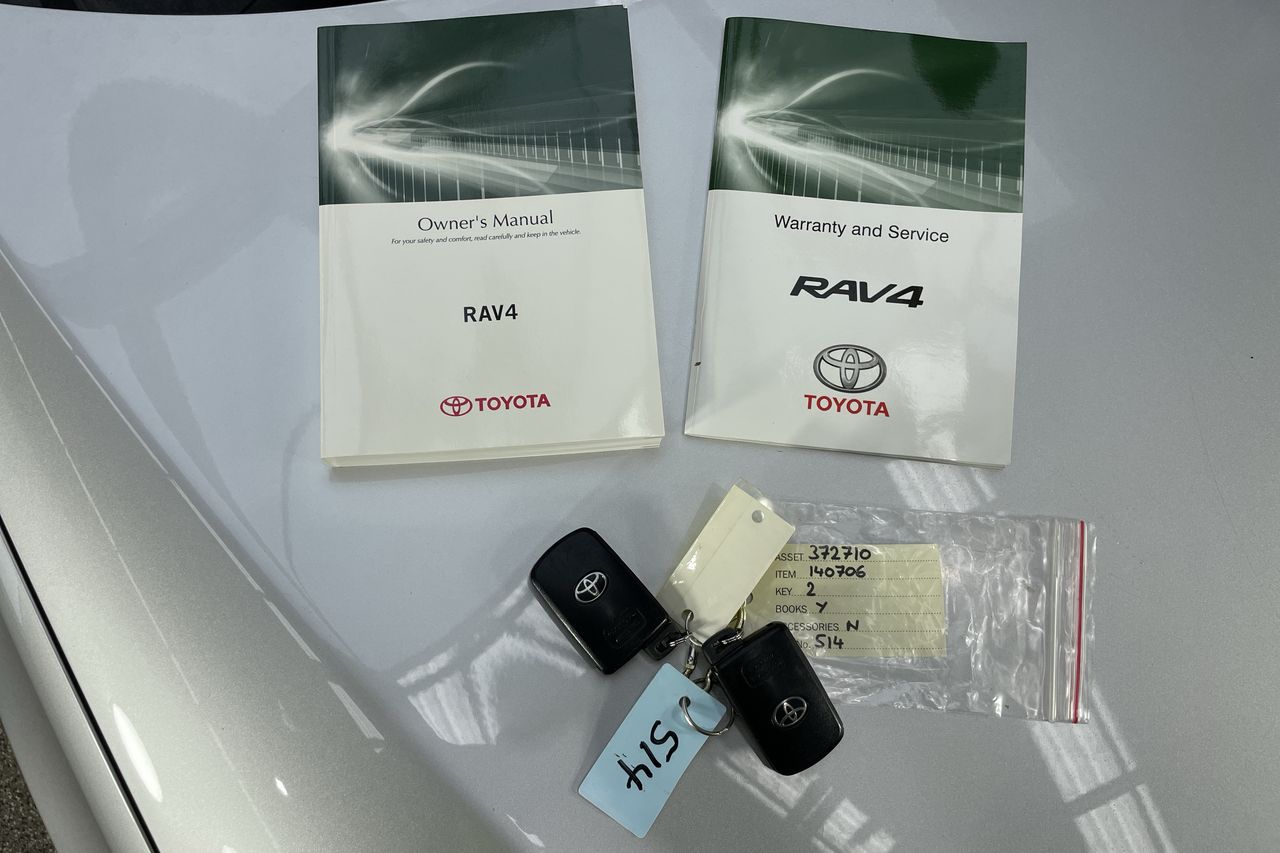 Owner's Manual
For your safety and comfort, read carefully and keep in the vehicle.
RAV4
TOYOTA
Warranty and Service
RAV4
TOYOTA
ASSET 372710
ITEM 140706
KEY 2
BOOKS Y
CCESSORIES N
No. 514
514